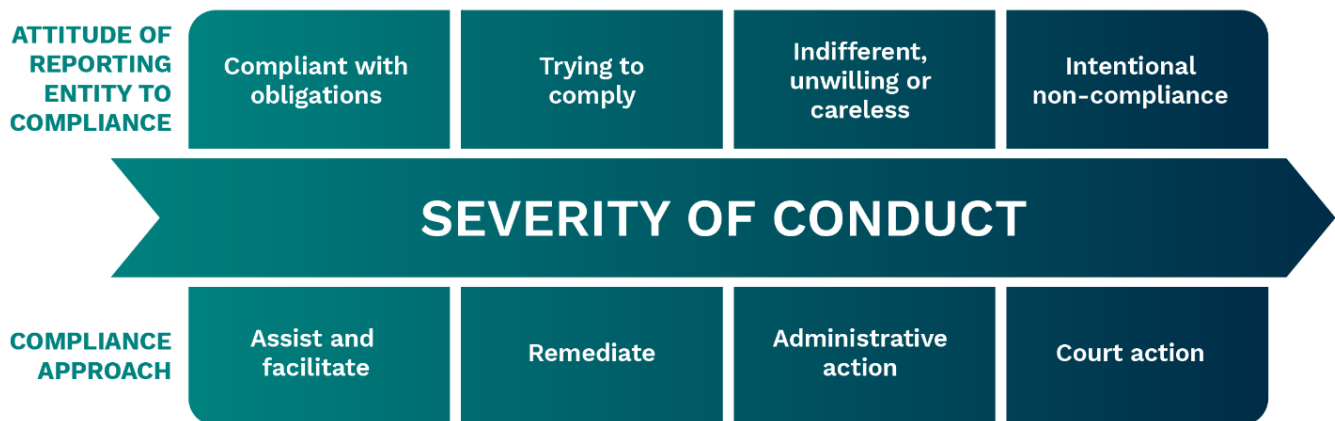 ATTITUDE OF
REPORTING
ENTITY TO
COMPLIANCE
Compliant with
obligations
Trying to
comply
Indifferent,
unwilling or
careless
Intentional
non-compliance
SEVERITY OF CONDUCT
COMPLIANCE
APPROACH
Assist and
facilitate
Remediate
Administrative
action
Court action